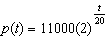 p(t) = 11000(2)^(t/20)